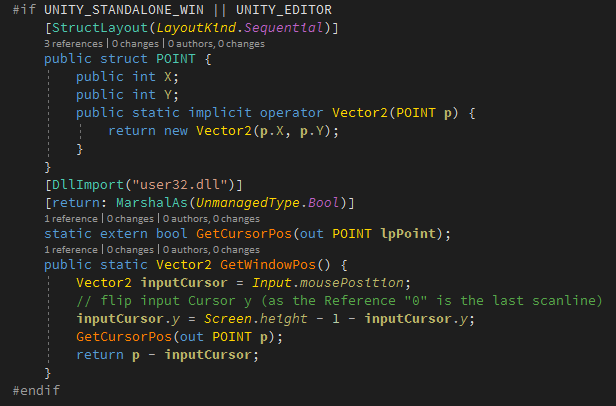 #if UNITY_STANDALONE_WIN || UNITY_EDITOR
[StructLayout(LayoutKind.Sequential)]
3 references | 0 changes | 0 authors, 0 changes
public struct POINT {
public int X;
public int Y;
public static implicit operator Vector2(POINT p) {
return new Vector2(p.X, p.Y);
}
}
[DllImport("user32.dll")]
[return: MarshalAs(UnmanagedType.Bool)]
1 reference | 0 changes | 0 authors, 0 changes
static extern bool GetCursorPos(out POINT lpPoint);
1 reference | 0 changes | 0 authors, 0 changes
public static Vector2 GetWindowPos() {
Vector2 inputCursor = Input.mousePosition;
// flip input Cursor y (as the Reference "0" is the last scanline)
inputCursor.y = Screen.height - 1 - inputCursor.y;
GetCursorPos(out POINT p);
return p - inputCursor;
}
#endif